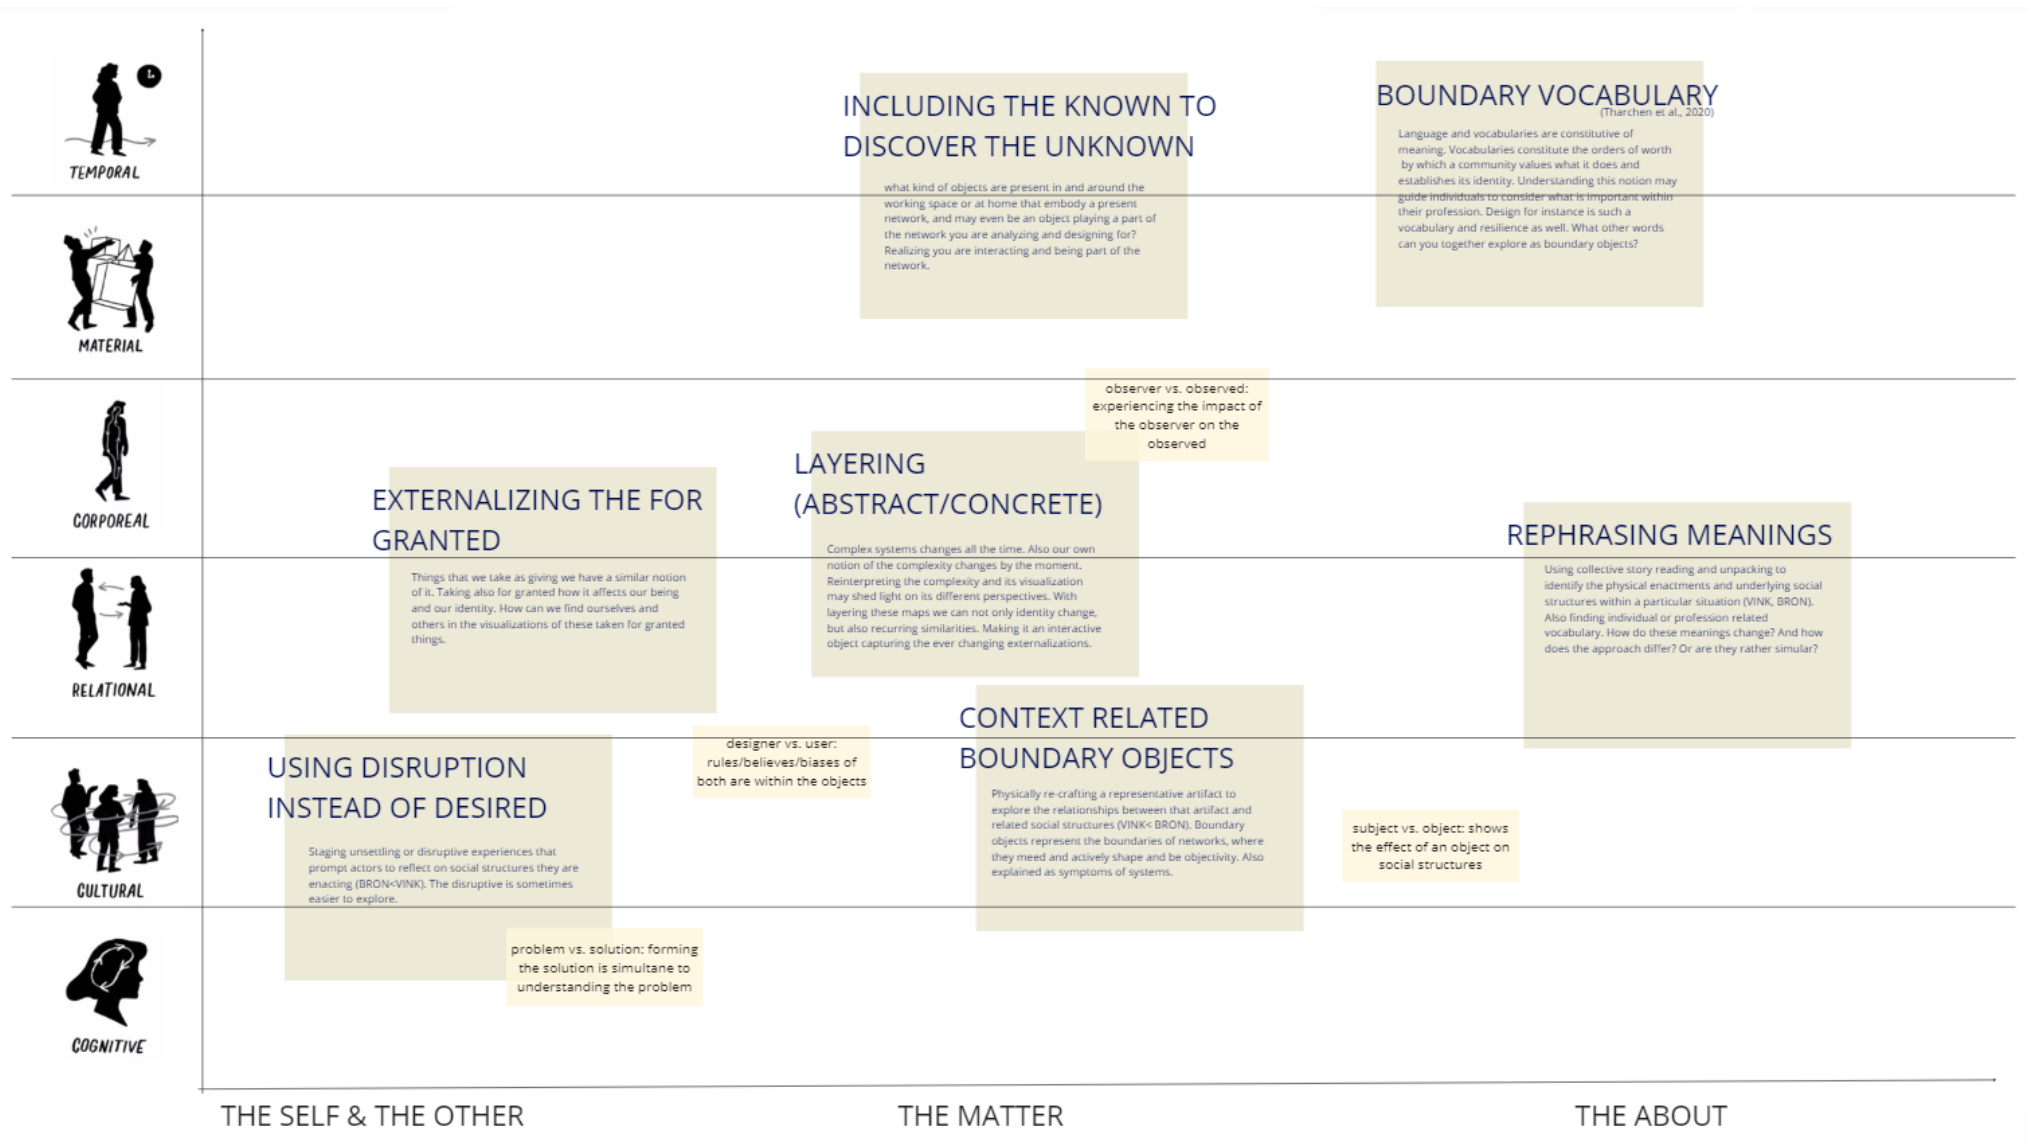 TEMPORAL
MATERIAL
CORPOREAL
RELATIONAL
CULTURAL
COGNITIVE
INCLUDING THE KNOWN TO
DISCOVER THE UNKNOWN
what kind of objects are present in and around the
working space or at home that embody a present
network, and may even be an object playing a part of
the network you are analyzing and designing for?
Realizing you are interacting and being part of the
network.
BOUNDARY VOCABULARY
(Tharchen et al., 2020)
Language and vocabularies are constitutive of
meaning. Vocabularies constitute the orders of worth
by which a community values what it does and
establishes its identity. Understanding this notion may
guide individuals to consider what is important within
their profession. Design for instance is such a
vocabulary and resilience as well. What other words
can you together explore as boundary objects?
observer vs. observed:
experiencing the impact of
the observer on the
observed
EXTERNALIZING THE FOR
GRANTED
Things that we take as giving we have a similar notion
of it. Taking also for granted how it affects our being
and our identity. How can we find ourselves and
others in the visualizations of these taken for granted
things.
LAYERING
(ABSTRACT/CONCRETE)
Complex systems changes all the time. Also our own
notion of the complexity changes by the moment.
Reinterpreting the complexity and its visualization
may shed light on its different perspectives. With
layering these maps we can not only identity change,
but also recurring similarities. Making it an interactive
object capturing the ever changing externalizations.
REPHRASING MEANINGS
Using collective story reading and unpacking to
identify the physical enactments and underlying social
structures within a particular situation (VINK, BRON).
Also finding individual or profession related
vocabulary. How do these meanings change? And how
does the approach differ? Or are they rather simular?
USING DISRUPTION
INSTEAD OF DESIRED
Staging unsettling or disruptive experiences that
prompt actors to reflect on social structures they are
enacting (BRON<VINK). The disruptive is sometimes
easier to explore.
designer vs. user:
rules/believes/biases of
both are within the objects
CONTEXT RELATED
BOUNDARY OBJECTS
Physically re-crafting a representative artifact to
explore the relationships between that artifact and
related social structures (VINK< BRON). Boundary
objects represent the boundaries of networks, where
they meed and actively shape and be objectivity. Also
explained as symptoms of systems.
subject vs. object: shows
the effect of an object on
social structures
problem vs. solution: forming
the solution is simultane to
understanding the problem
THE SELF & THE OTHER
THE MATTER
THE ABOUT